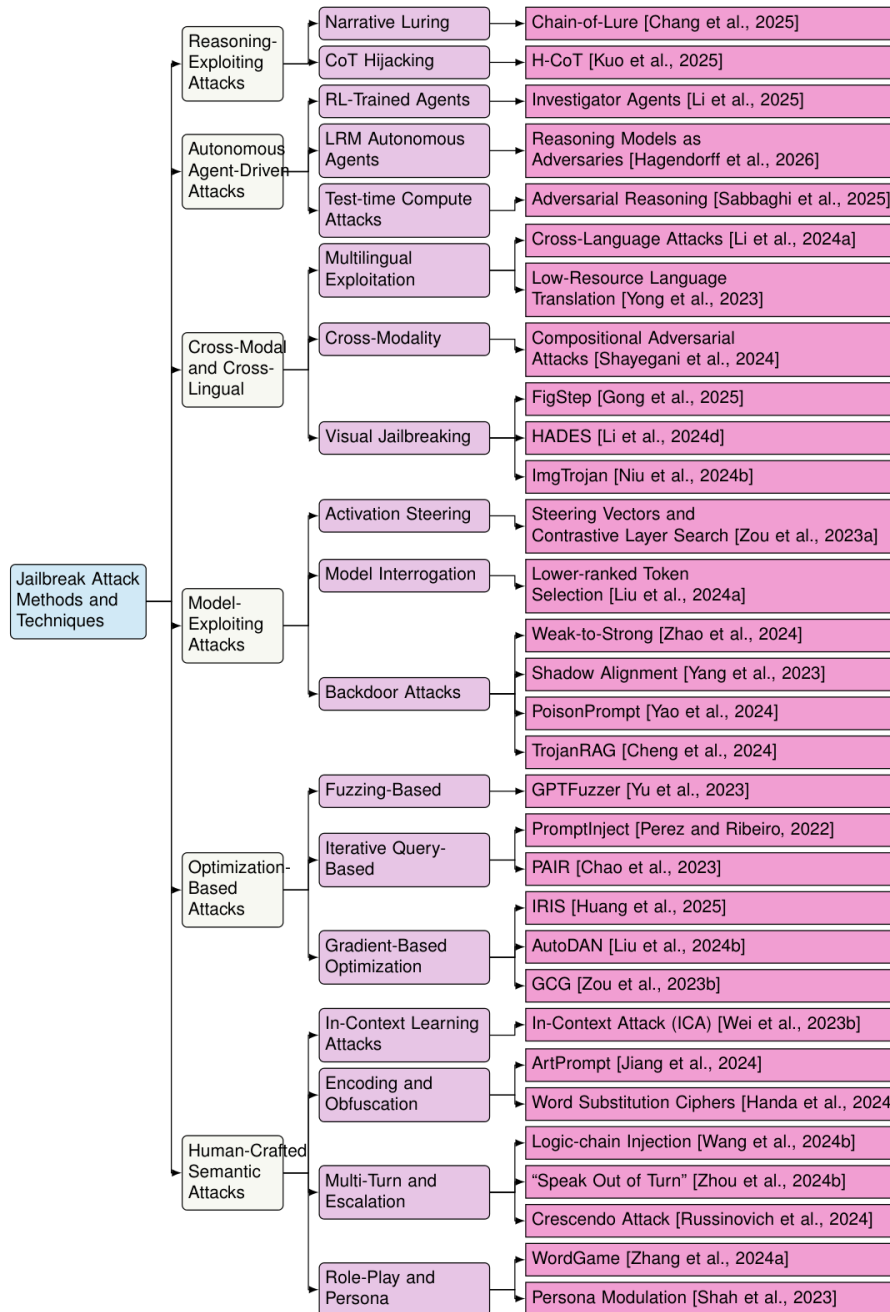 Jailbreak Attack
Methods and
Techniques
Reasoning-
Exploiting
Attacks
Narrative Luring
Chain-of-Lure [Chang et al., 2025]
CoT Hijacking
H-CoT [Kuo et al., 2025]
Autonomous
Agent-Driven
Attacks
RL-Trained Agents
Investigator Agents [Li et al., 2025]
LRM Autonomous
Agents
Reasoning Models as
Adversaries [Hagendorff et al., 2026]
Test-time Compute
Attacks
Adversarial Reasoning [Sabbaghi et al., 2025]
Cross-Modal
and Cross-
Lingual
Multilingual
Exploitation
Cross-Language Attacks [Li et al., 2024a]
Low-Resource Language
Translation [Yong et al., 2023]
Cross-Modality
Compositional Adversarial
Attacks [Shayegani et al., 2024]
Visual Jailbreaking
FigStep [Gong et al., 2025]
HADES [Li et al., 2024d]
ImgTrojan [Niu et al., 2024b]
Model-
Exploiting
Attacks
Activation Steering
Steering Vectors and
Contrastive Layer Search [Zou et al., 2023a]
Model Interrogation
Lower-ranked Token
Selection [Liu et al., 2024a]
Backdoor Attacks
Weak-to-Strong [Zhao et al., 2024]
Shadow Alignment [Yang et al., 2023]
PoisonPrompt [Yao et al., 2024]
TrojanRAG [Cheng et al., 2024]
Optimization-
Based
Attacks
Fuzzing-Based
GPTFuzzer [Yu et al., 2023]
Iterative Query-
Based
PromptInject [Perez and Ribeiro, 2022]
PAIR [Chao et al., 2023]
Gradient-Based
Optimization
IRIS [Huang et al., 2025]
AutoDAN [Liu et al., 2024b]
GCG [Zou et al., 2023b]
Human-Crafted
Semantic
Attacks
In-Context Learning
Attacks
In-Context Attack (ICA) [Wei et al., 2023b]
Encoding and
Obfuscation
ArtPrompt [Jiang et al., 2024]
Word Substitution Ciphers [Handa et al., 2024
Multi-Turn and
Escalation
Logic-chain Injection [Wang et al., 2024b]
“Speak Out of Turn” [Zhou et al., 2024b]
Crescendo Attack [Russinovich et al., 2024]
Role-Play and
Persona
WordGame [Zhang et al., 2024a]
Persona Modulation [Shah et al., 2023]